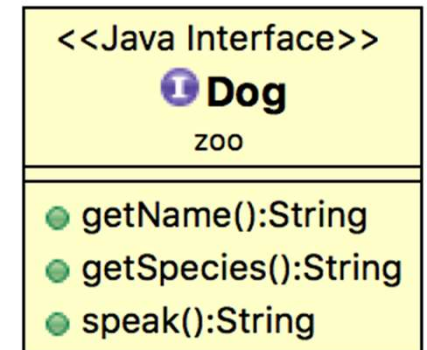 <<Java Interface>>
I Dog
zoo
getName():String
getSpecies():String
speak():String